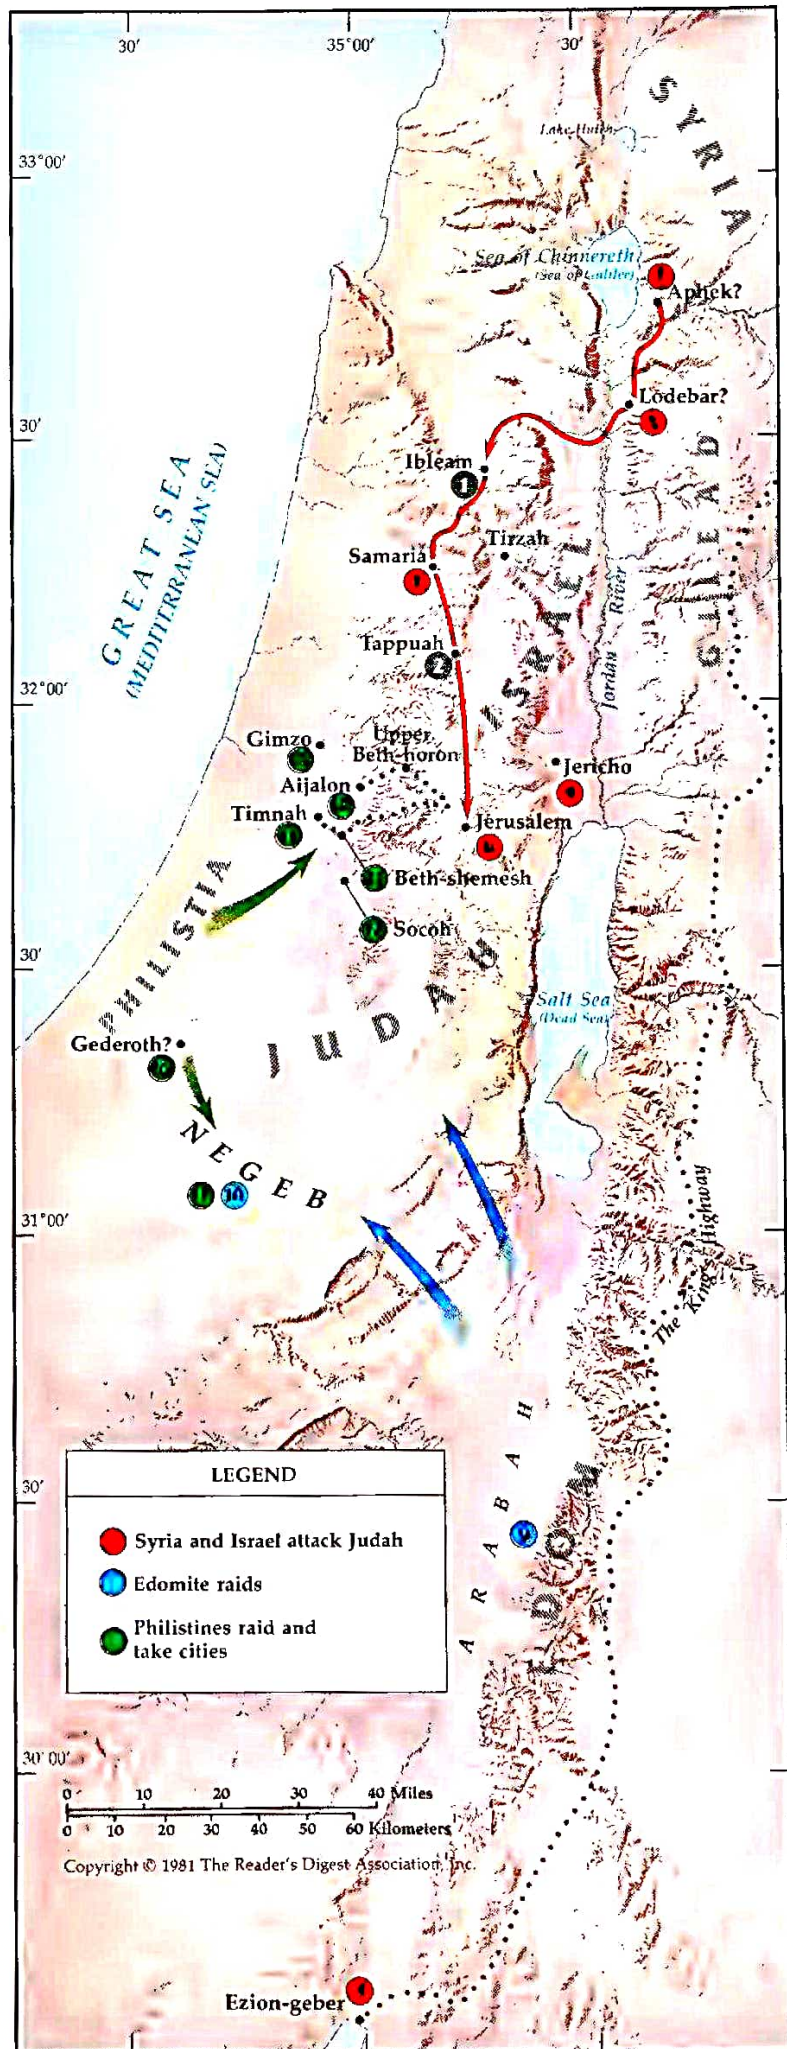 30'
35°00'
30'
SYRIA
Lake Huleh
33°00'
Sea of Chinnereth
(Sea of Galilee)
Aphek?
Lodebar?
30'
GREAT SEA
(MEDITERRANEAN SEA)
Ibleam
1
GILEAD
Tirzah
Samaria
ISRAEL
Jordan River
Tappuah
2
32°00'
Gimzo
Upper
Beth-horon
Jericho
Aijalon
Timnah
Jerusalem
Beth-shemesh
PHILISTIA
Socoh
30'
JUDAH
Salt Sea
(Dead Sea)
Gederoth?
NEGEB
10
31°00'
The King's Highway
ARABAH
EDOM
30'
LEGEND
Syria and Israel attack Judah
Edomite raids
Philistines raid and
take cities
30°00'
0 10 20 30 40 Miles
0 10 20 30 40 50 60 Kilometers
Copyright © 1981 The Reader's Digest Association, Inc.
Ezion-geber